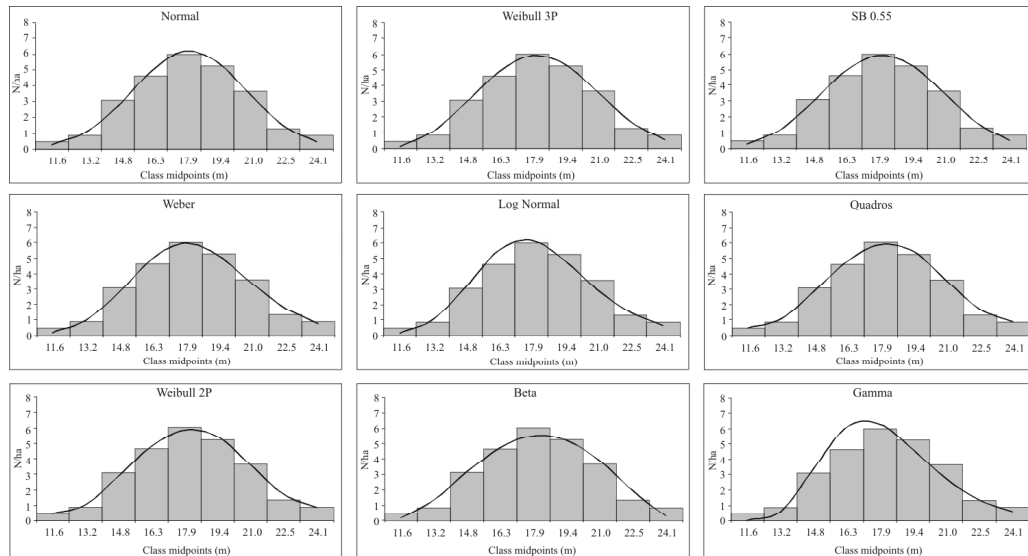 Normal
N/ha
8
7
6
5
4
3
2
1
0
11.6 13.2 14.8 16.3 17.9 19.4 21.0 22.5 24.1
Class midpoints (m)
Weibull 3P
N/ha
8
7
6
5
4
3
2
1
0
11.6 13.2 14.8 16.3 17.9 19.4 21.0 22.5 24.1
Class midpoints (m)
SB 0.55
N/ha
8
7
6
5
4
3
2
1
0
11.6 13.2 14.8 16.3 17.9 19.4 21.0 22.5 24.1
Class midpoints (m)
Weber
N/ha
8
7
6
5
4
3
2
1
0
11.6 13.2 14.8 16.3 17.9 19.4 21.0 22.5 24.1
Class midpoints (m)
Log Normal
N/ha
8
7
6
5
4
3
2
1
0
11.6 13.2 14.8 16.3 17.9 19.4 21.0 22.5 24.1
Class midpoints (m)
Quadros
N/ha
8
7
6
5
4
3
2
1
0
11.6 13.2 14.8 16.3 17.9 19.4 21.0 22.5 24.1
Class midpoints (m)
Weibull 2P
N/ha
8
7
6
5
4
3
2
1
0
11.6 13.2 14.8 16.3 17.9 19.4 21.0 22.5 24.1
Class midpoints (m)
Beta
N/ha
8
7
6
5
4
3
2
1
0
11.6 13.2 14.8 16.3 17.9 19.4 21.0 22.5 24.1
Class midpoints (m)
Gamma
N/ha
8
7
6
5
4
3
2
1
0
11.6 13.2 14.8 16.3 17.9 19.4 21.0 22.5 24.1
Class midpoints (m)